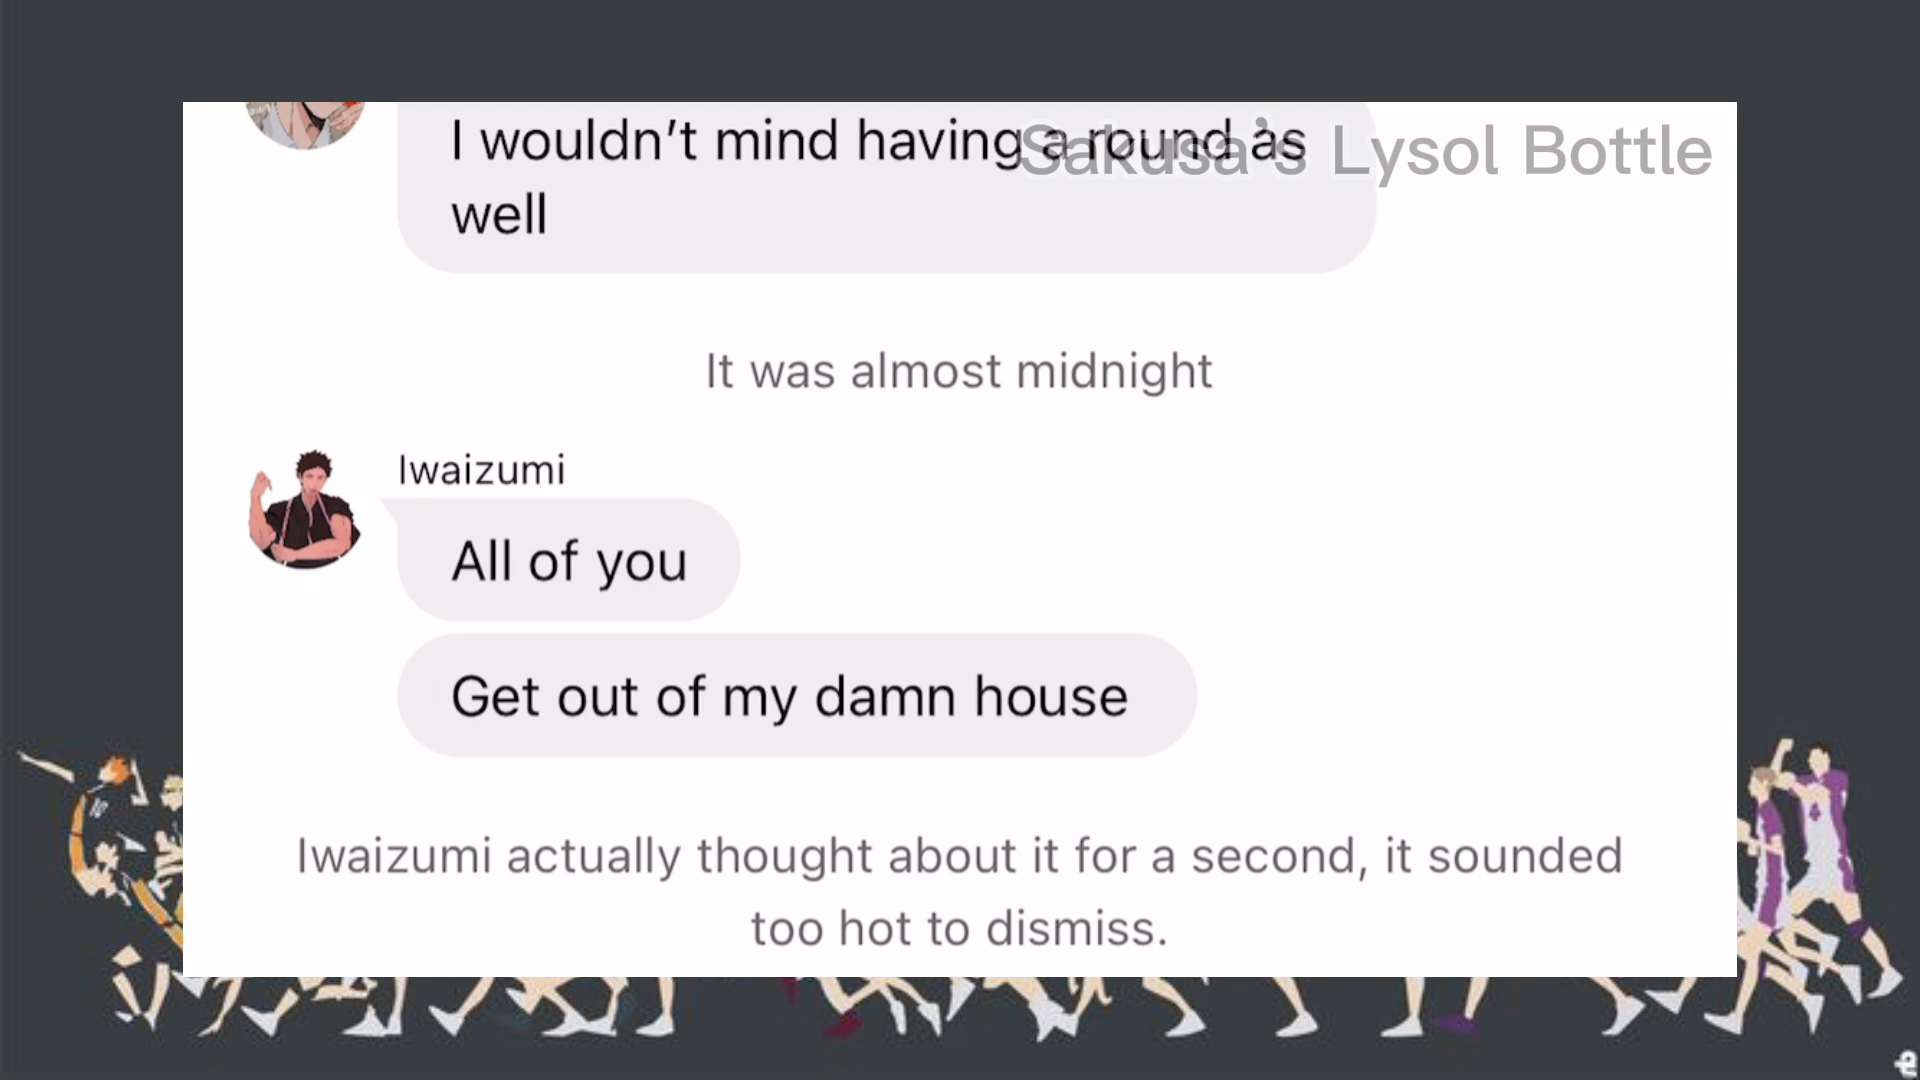 I wouldn't mind having a round as
well
Sakusa's Lysol Bottle
It was almost midnight
Iwaizumi
All of you
Get out of my damn house
Iwaizumi actually thought about it for a second, it sounded
too hot to dismiss.